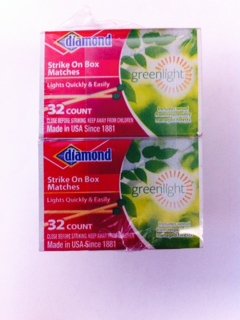 diamond
Strike On Box
Matches
greenlight
Lights Quickly & Easily
32 COUNT
CLOSE BEFORE STRIKING. KEEP AWAY FROM CHILDREN
Made in USA Since 1881
diamond
Strike On Box
Matches
greenlight
Lights Quickly & Easily
32 COUNT
CLOSE BEFORE STRIKING. KEEP AWAY FROM CHILDREN
Made in USA Since 1881